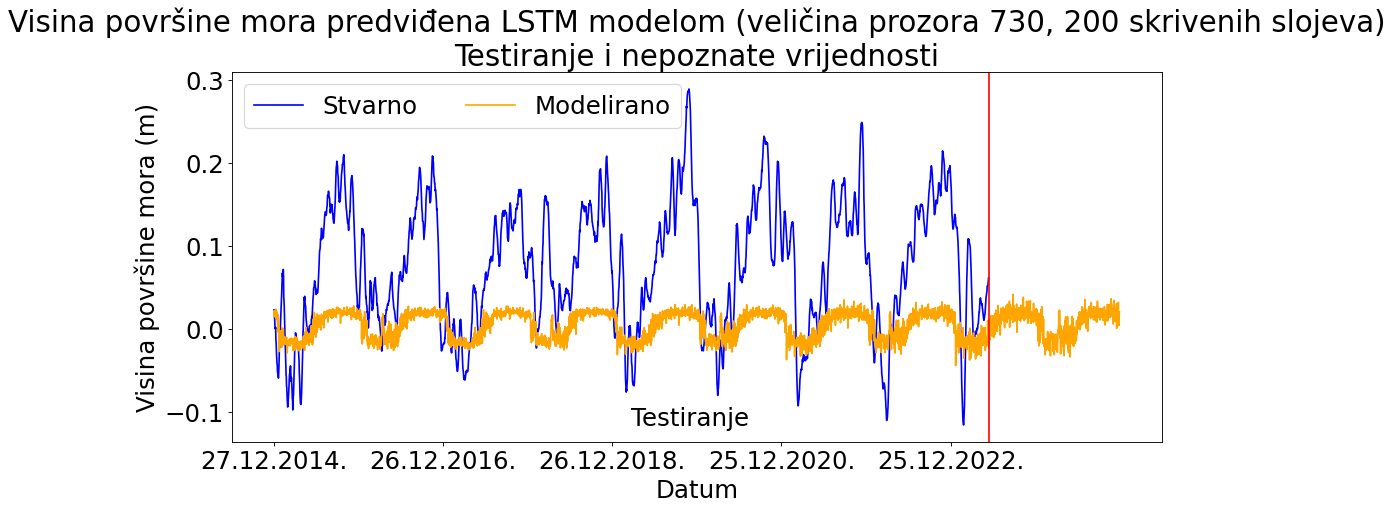 Visina površine mora predviđena LSTM modelom (veličina prozora 730, 200 skrivenih slojeva)
Testiranje i nepoznate vrijednosti
Stvarno
Modelirano
Visina površine mora (m)
0.3
0.2
0.1
0.0
−0.1
Testiranje
27.12.2014.
26.12.2016.
26.12.2018.
25.12.2020.
25.12.2022.
Datum